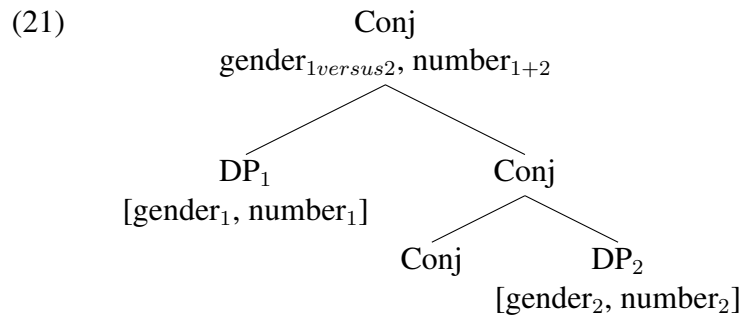 (21) Conj
gender₁ᵥₑᵣₛᵤₛ₂, number₁₊₂
DP₁ Conj
[gender₁, number₁]
Conj DP₂
[gender₂, number₂]